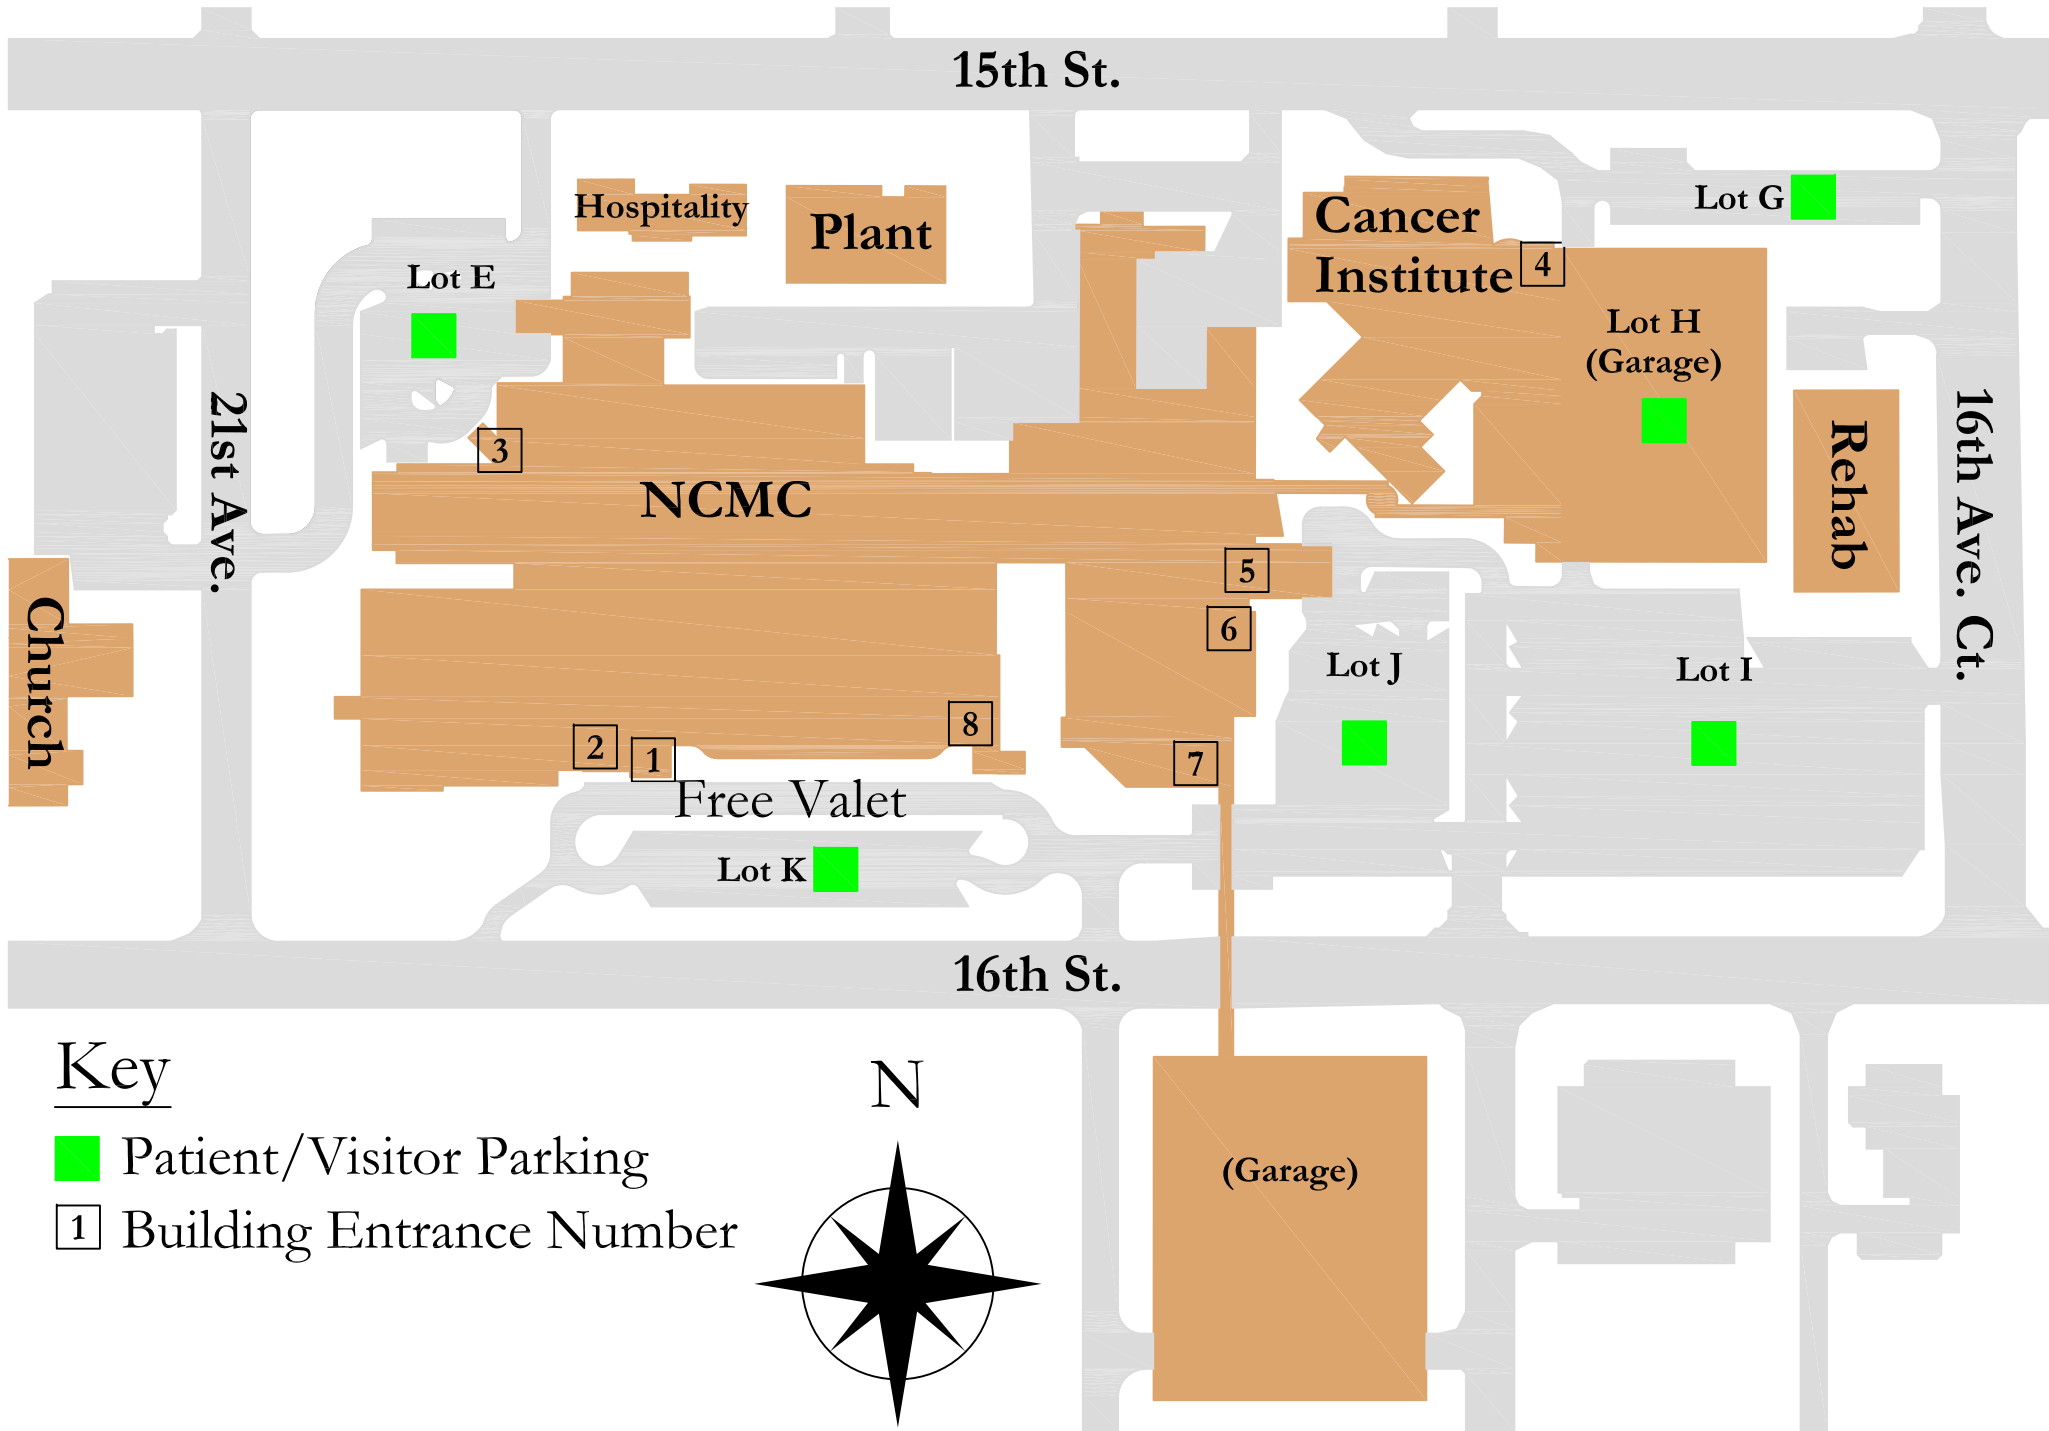 15th St.
Hospitality
Plant
Cancer
Institute
Lot G
4
Lot E
Lot H
(Garage)
21st Ave.
16th Ave. Ct.
Rehab
3
NCMC
5
6
Church
Lot J
Lot I
8
2
1
7
Free Valet
Lot K
16th St.
Key
N
Patient/Visitor Parking
(Garage)
1 Building Entrance Number